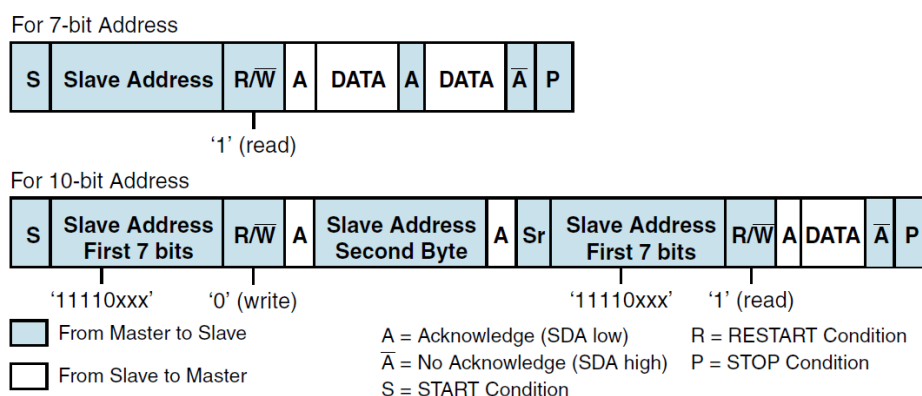 For 7-bit Address
S Slave Address R/W̅ A DATA A DATA A̅ P
'1' (read)
For 10-bit Address
S Slave Address First 7 bits R/W̅ A Slave Address Second Byte A Sr Slave Address First 7 bits R/W̅ A DATA A̅ P
'11110xxx' '0' (write) '11110xxx' '1' (read)
From Master to Slave
From Slave to Master
A = Acknowledge (SDA low)
A̅ = No Acknowledge (SDA high)
S = START Condition
R = RESTART Condition
P = STOP Condition